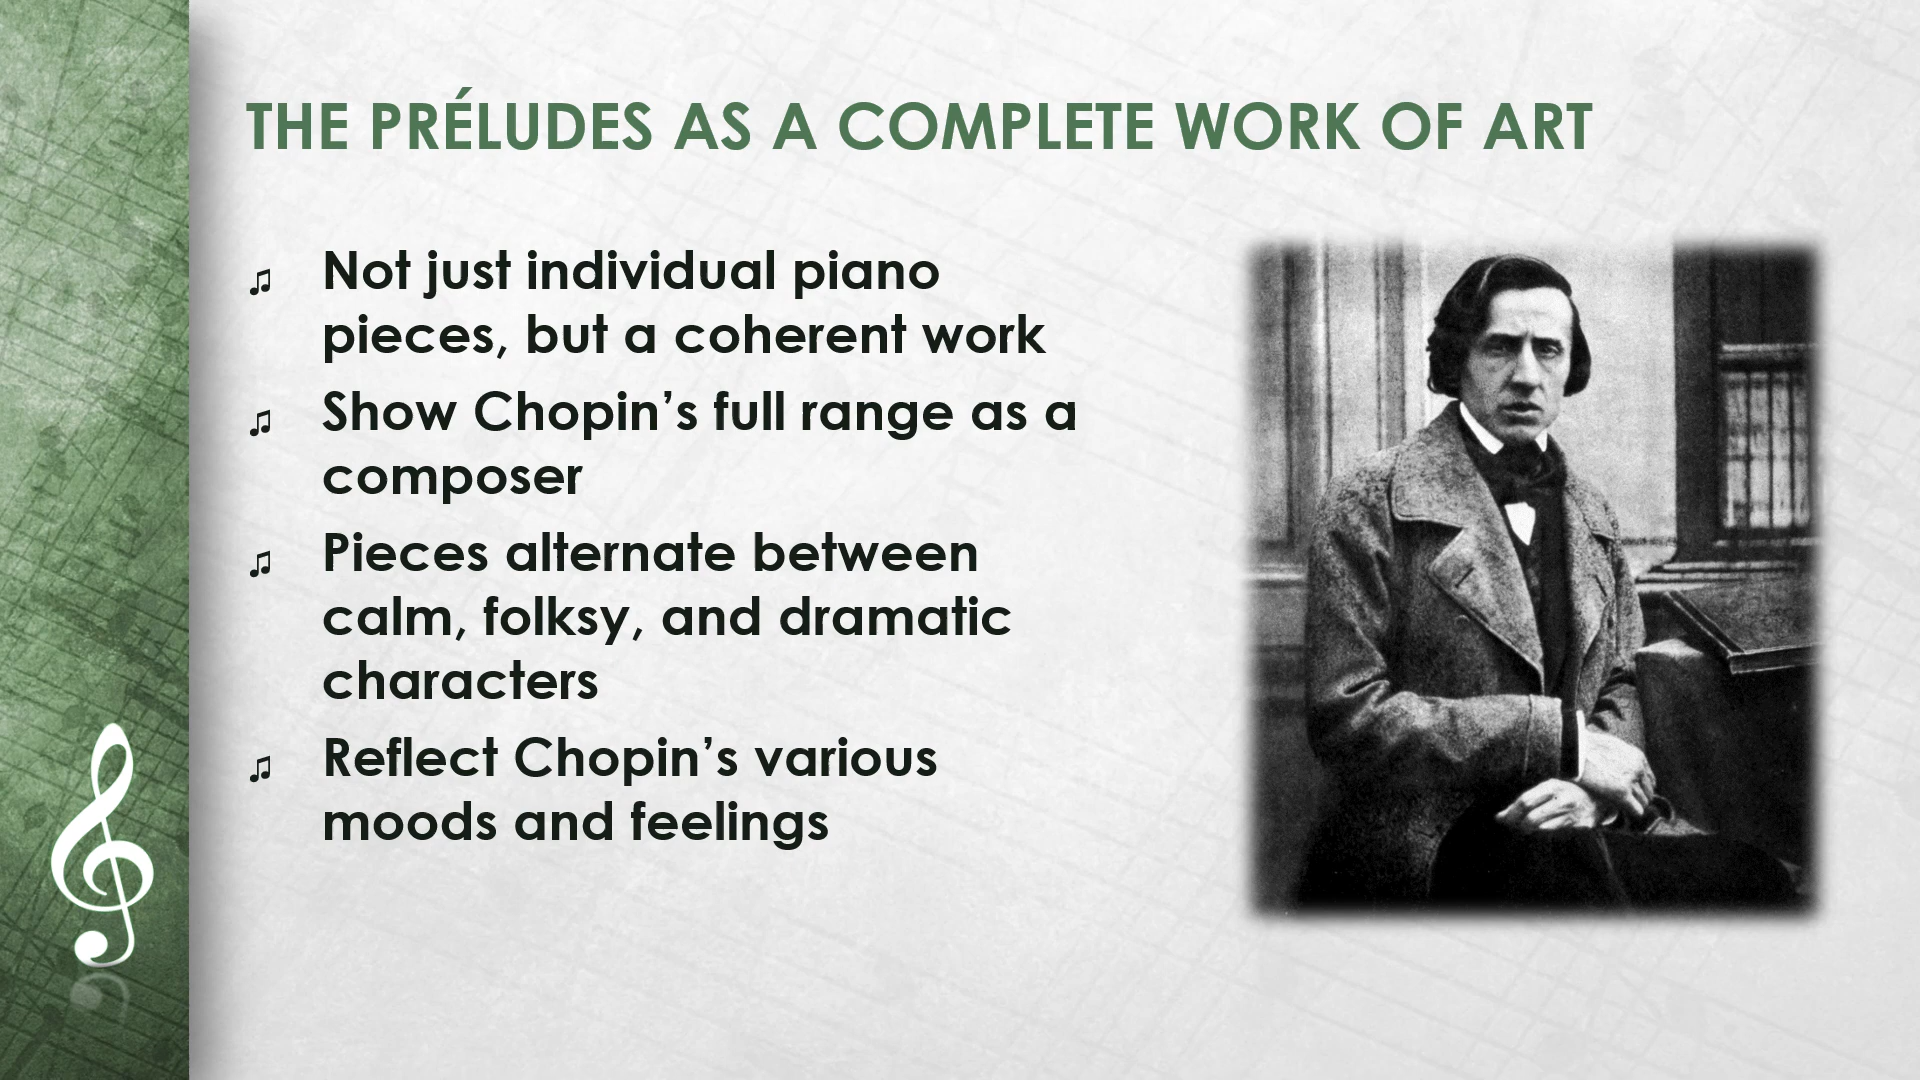 THE PRÉLUDES AS A COMPLETE WORK OF ART
♫ Not just individual piano
pieces, but a coherent work
♫ Show Chopin’s full range as a
composer
♫ Pieces alternate between
calm, folksy, and dramatic
characters
♫ Reflect Chopin’s various
moods and feelings